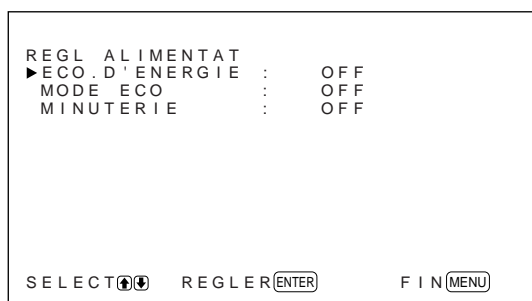 REGL ALIMENTAT
▶ECO.D'ENERGIE : OFF
MODE ECO : OFF
MINUTERIE : OFF
SELECT⬆⬇ REGLER ENTER FIN MENU